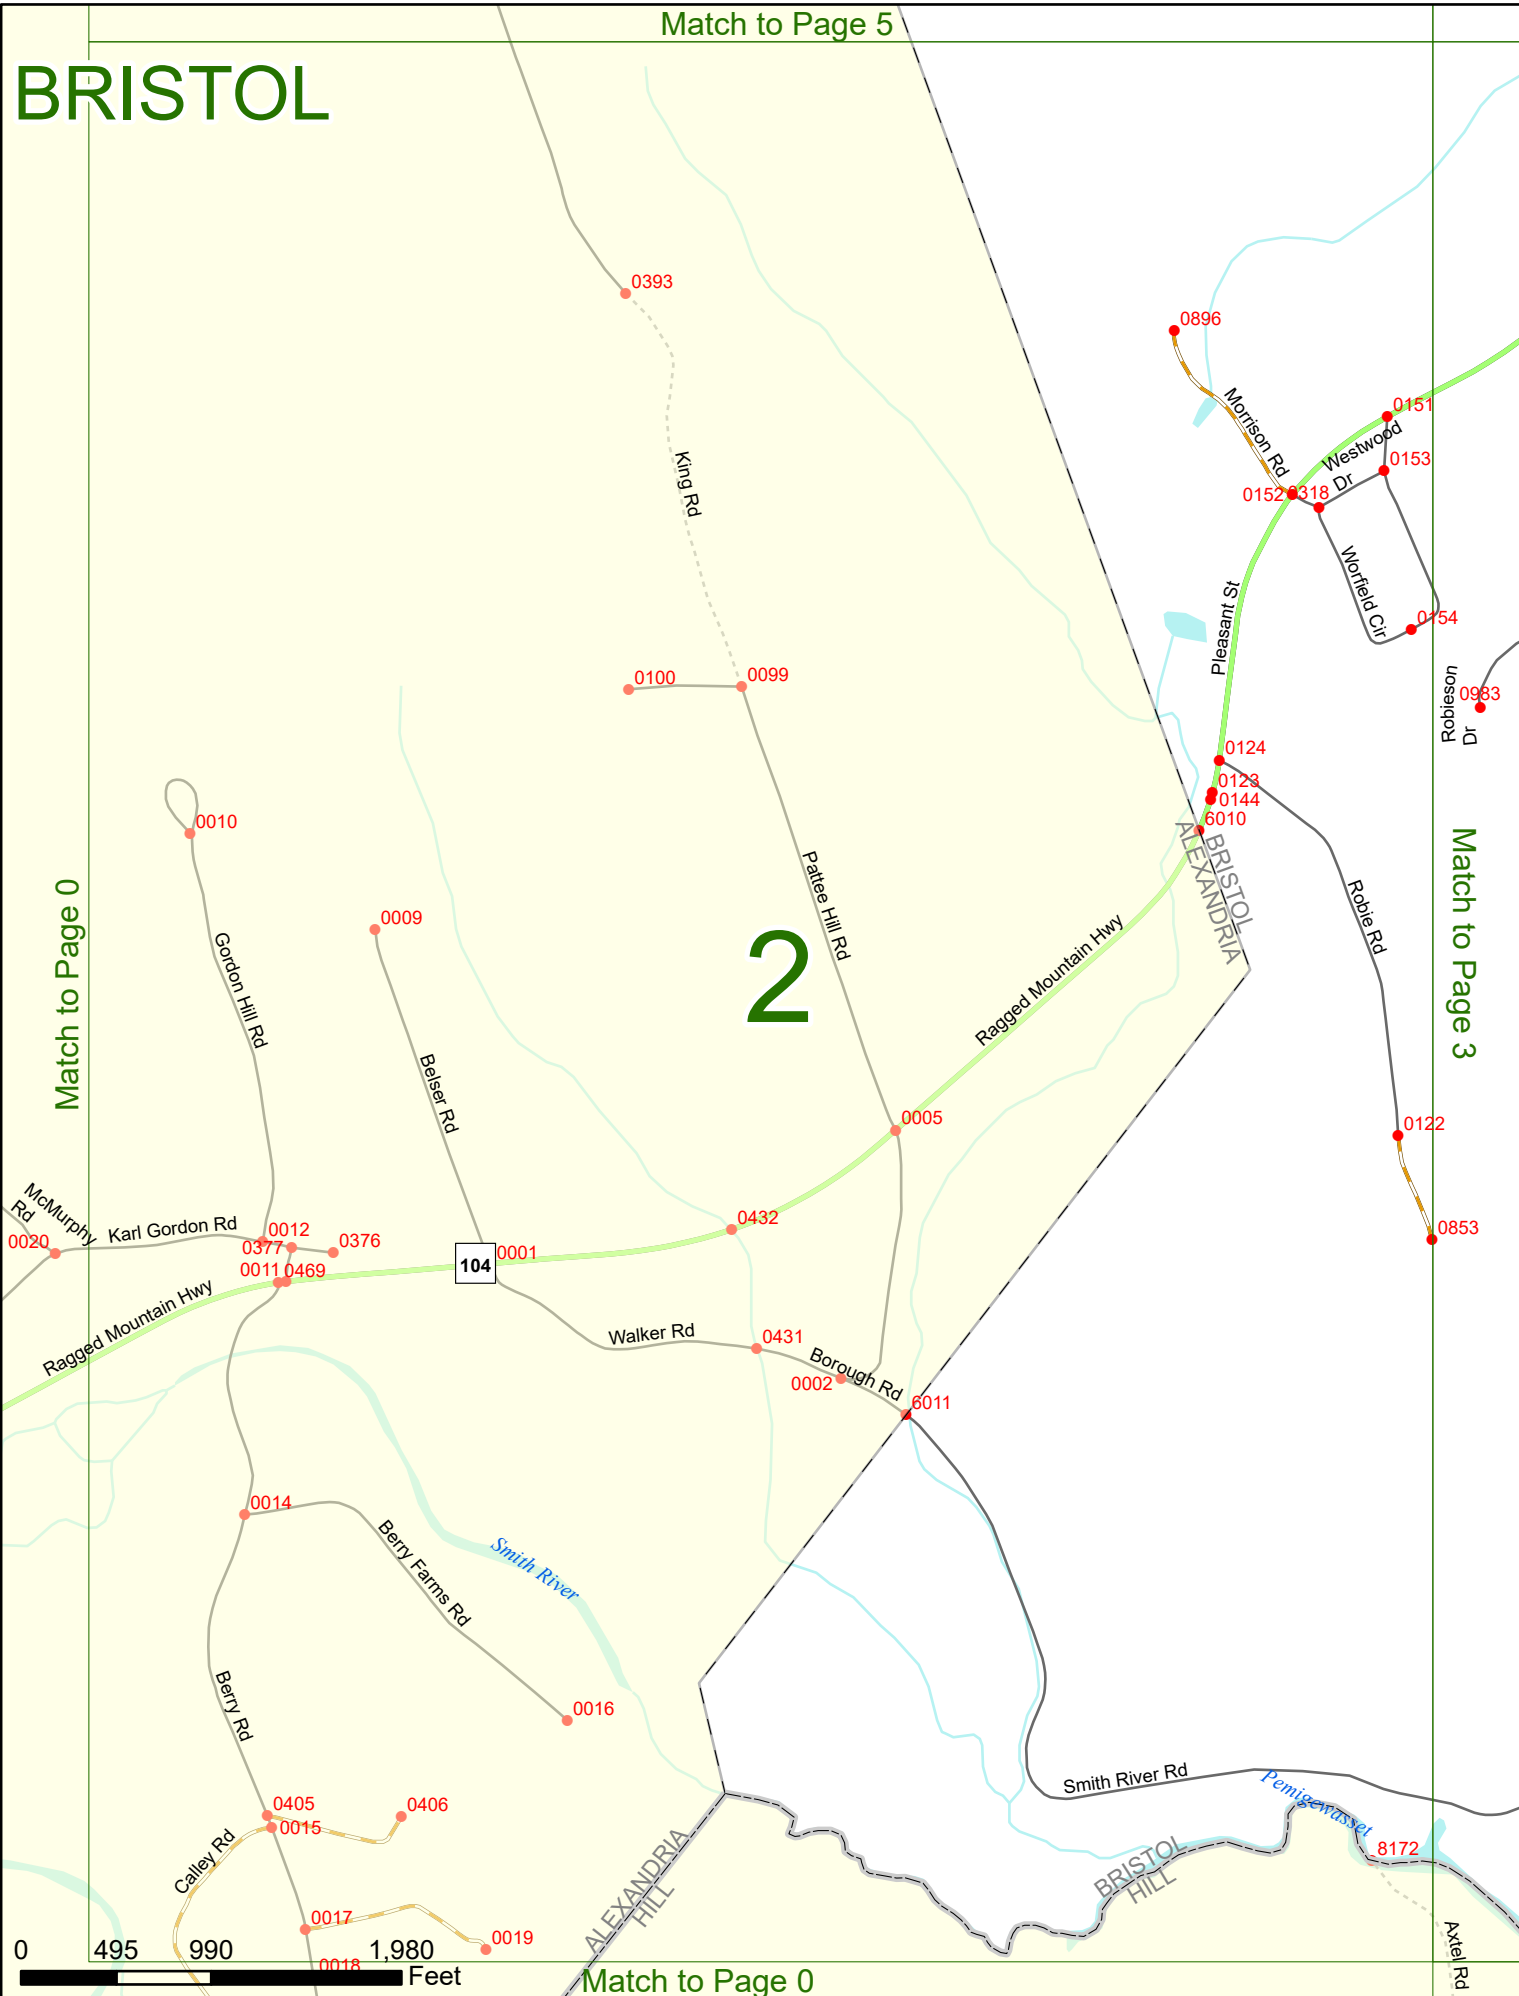 Match to Page 5
BRISTOL
0393
0896
Morrison Rd
0151
Westwood
Dr
0153
0152
0318
King Rd
Worfield Cir
Pleasant St
0154
0100
0099
0983
Robieson
Dr
0124
0123
0144
6010
BRISTOL
ALEXANDRIA
0010
Match to Page 0
Match to Page 3
Pattee Hill Rd
Robie Rd
0009
Gordon Hill Rd
2
Ragged Mountain Hwy
Belser Rd
0005
0122
McMurphy
Rd
Karl Gordon Rd
0012
0432
0020
0377
0376
0001
104
0853
0011
0469
Ragged Mountain Hwy
Walker Rd
0431
Borough Rd
0002
6011
0014
Berry Farms Rd
Smith River
Berry Rd
0016
Smith River Rd
Pemigewasset
0405
0406
0015
Calley Rd
ALEXANDRIA
HILL
BRISTOL
HILL
8172
0017
0019
Axtel Rd
0018
0 495 990 1,980
Feet
Match to Page 0